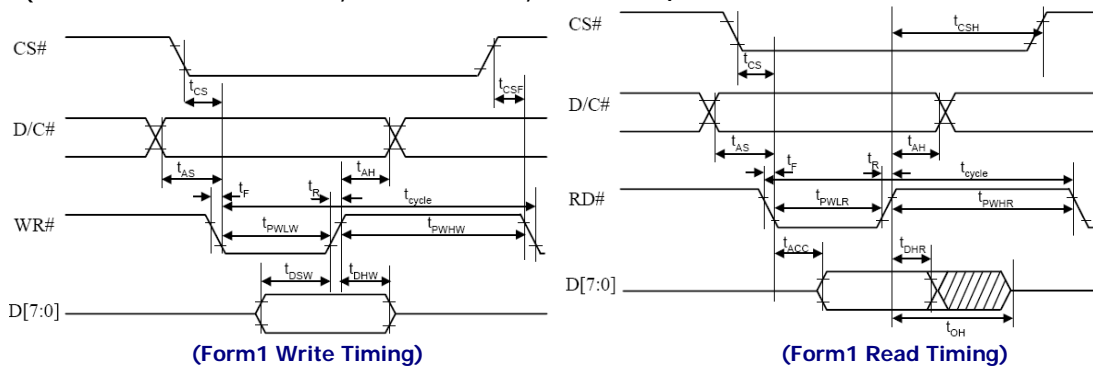 CS#
tCS
tCSF
D/C#
tAS
tAH
tF
tR
tcycle
WR#
tPWLW
tPWHW
tDSW
tDHW
D[7:0]
(Form1 Write Timing)
CS#
tCSH
tCS
D/C#
tAS
tAH
tF
tR
tcycle
RD#
tPWLR
tPWHR
tACC
tDHR
D[7:0]
tOH
(Form1 Read Timing)